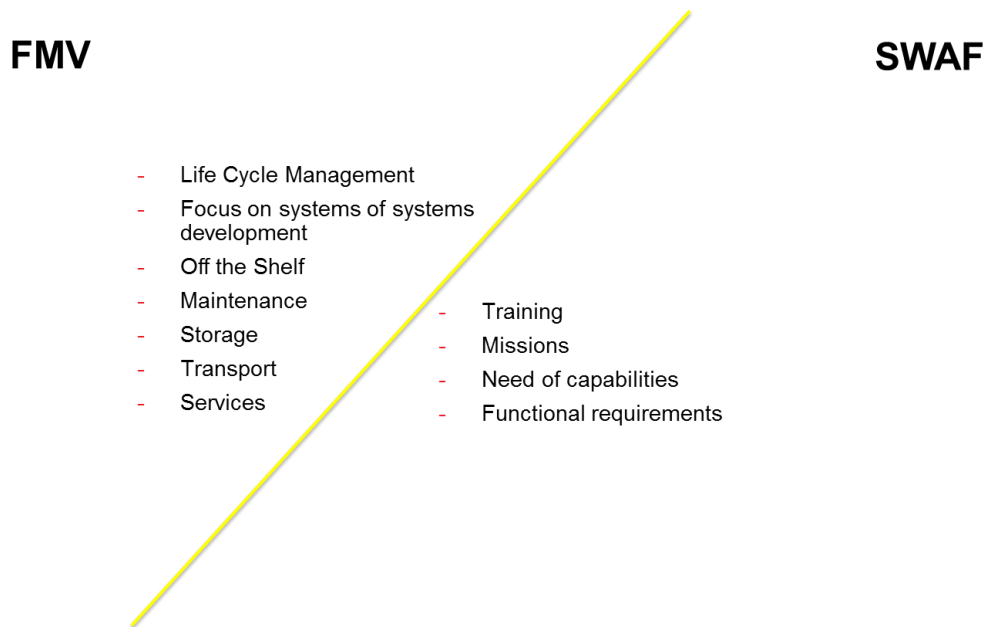 FMV
SWAF
- Life Cycle Management
- Focus on systems of systems
development
- Off the Shelf
- Maintenance
- Storage
- Transport
- Services
- Training
- Missions
- Need of capabilities
- Functional requirements